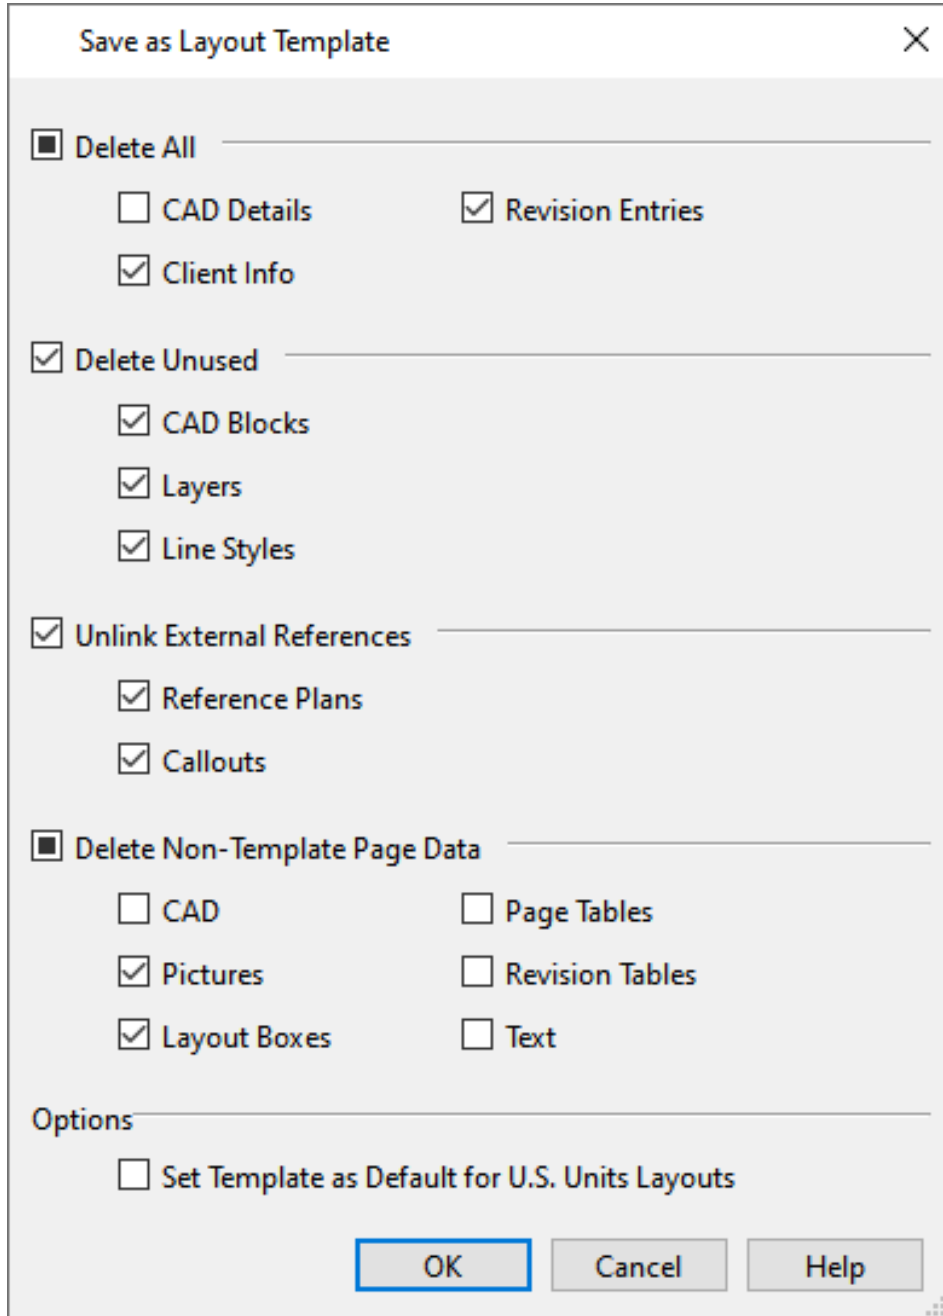 Save as Layout Template
Delete All
CAD Details Revision Entries
Client Info
Delete Unused
CAD Blocks
Layers
Line Styles
Unlink External References
Reference Plans
Callouts
Delete Non-Template Page Data
CAD Page Tables
Pictures Revision Tables
Layout Boxes Text
Options
Set Template as Default for U.S. Units Layouts
OK Cancel Help